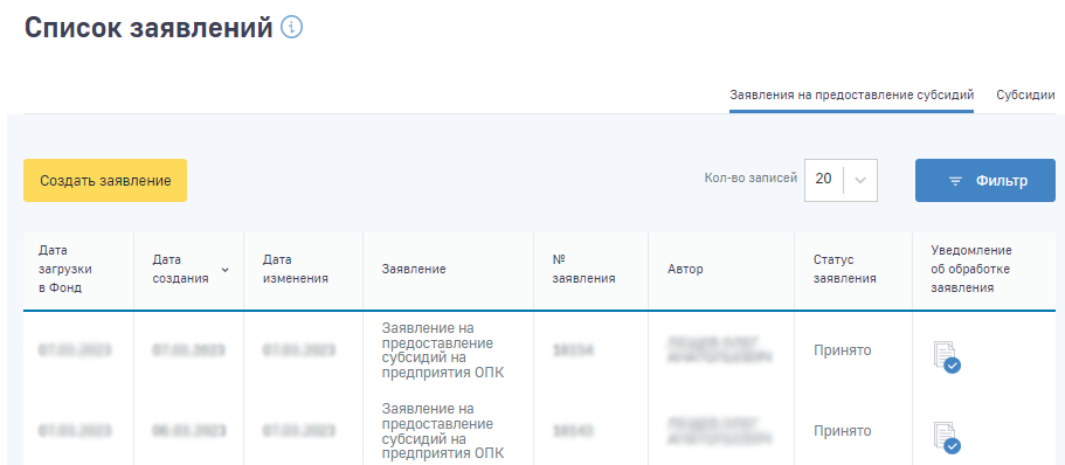 Список заявлений
Заявления на предоставление субсидий Субсидии
Создать заявление Кол-во записей 20 Фильтр
Дата
загрузки
в Фонд
Дата
создания
Дата
изменения
Заявление
№
заявления
Автор
Статус
заявления
Уведомление
об обработке
заявления
Заявление на
предоставление
субсидий на
предприятия ОПК
Принято
Заявление на
предоставление
субсидий на
предприятия ОПК
Принято